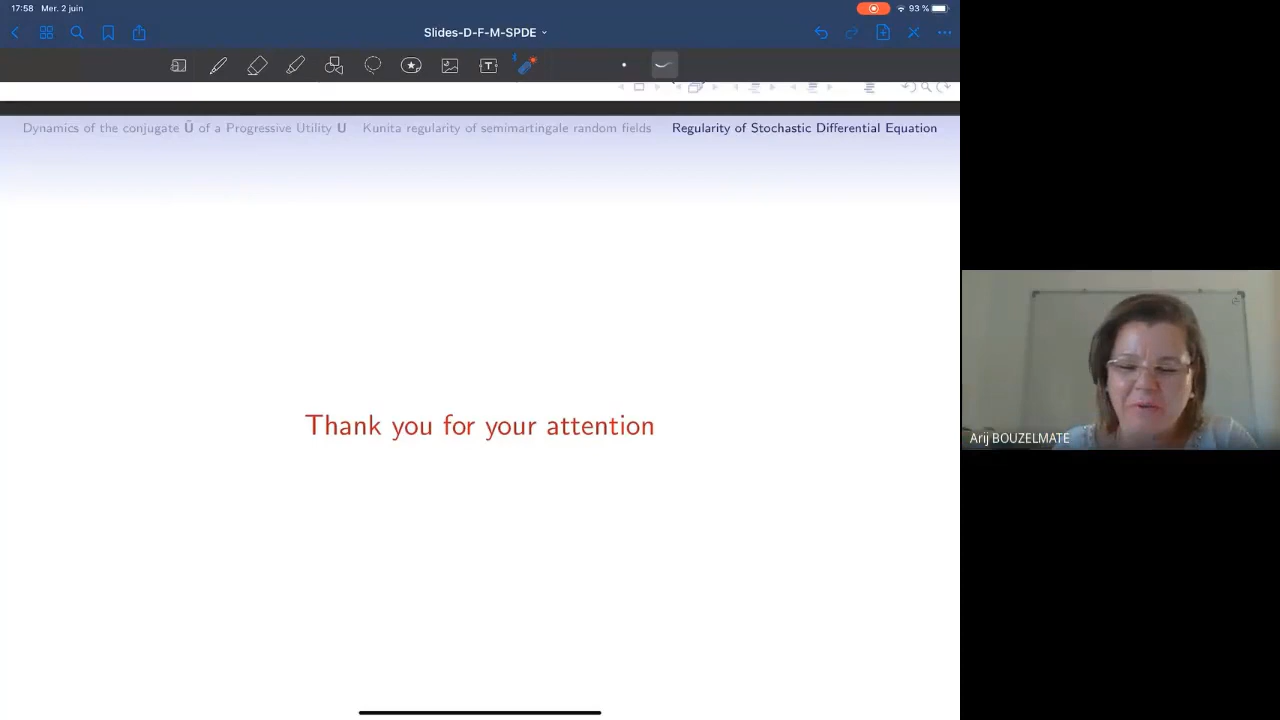 17:58 Mer. 2 juin
93 %
Slides-D-F-M-SPDE
T
Dynamics of the conjugate Ũ of a Progressive Utility U Kunita regularity of semimartingale random fields Regularity of Stochastic Differential Equation
Thank you for your attention
Arij BOUZELMATE